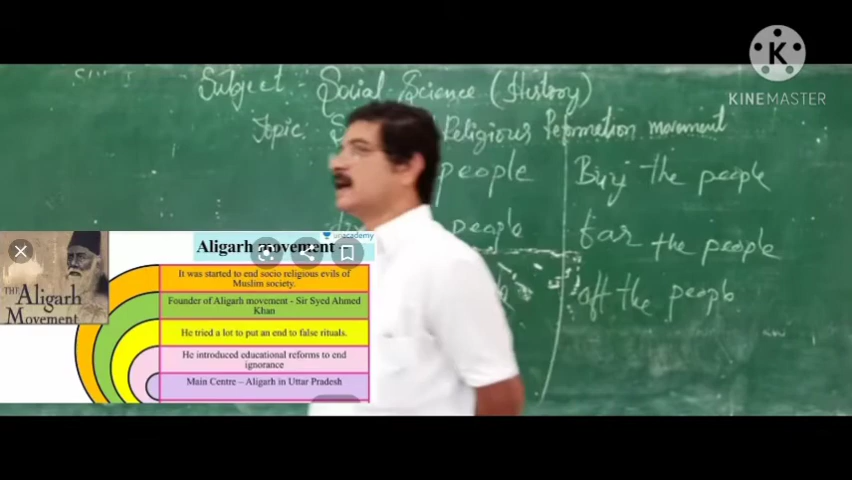 Subject - Social Science (History)
KINEMASTER
Topic Religious Reformation movement
people
Buy the people
people
far the people
off the people
unacademy
Aligarh movement -
It was started to end socio religious evils of
Muslim society.
Founder of Aligarh movement - Sir Syed Ahmed
Khan
He tried a lot to put an end to false rituals.
He introduced educational reforms to end
ignorance
Main Centre – Aligarh in Uttar Pradesh
THE
Aligarh
MOVEMENT